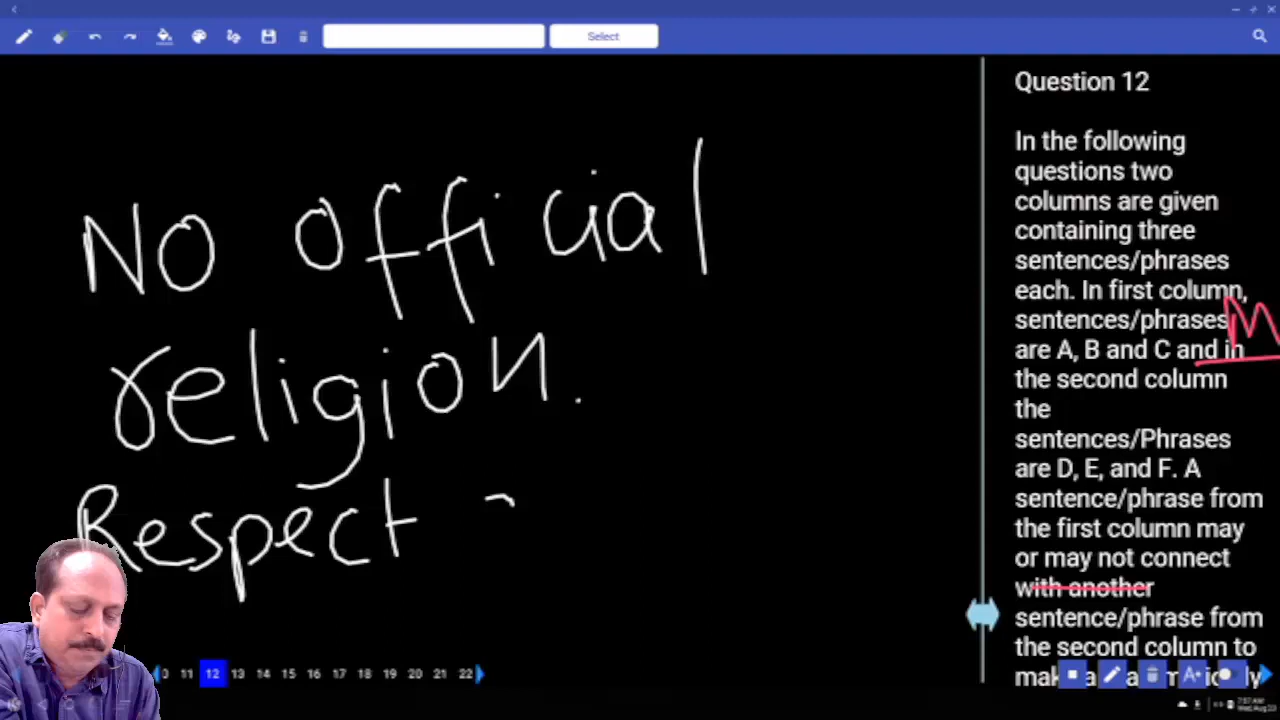 Select
No official
religion.
Respect
Question 12
In the following
questions two
columns are given
containing three
sentences/phrases
each. In first column,
sentences/phrases
are A, B and C and in
the second column
the
sentences/Phrases
are D, E, and F. A
sentence/phrase from
the first column may
or may not connect
with another
sentence/phrase from
the second column to
M
11 12 13 14 15 16 17 18 19 20 21 22
A+